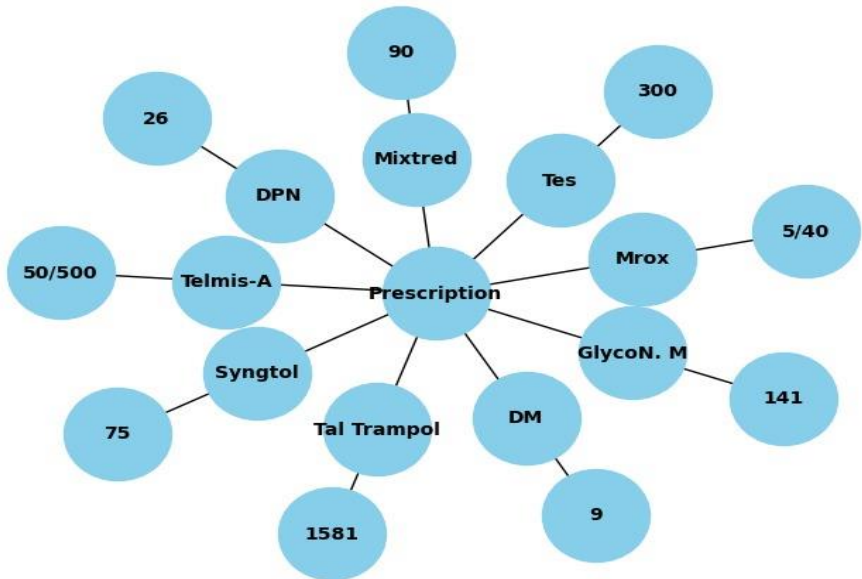 90
300
26
Mixtred
Tes
DPN
5/40
Mrox
50/500
Telmis-A
Prescription
GlycoN. M
Syngtol
141
75
Tal Trampol
DM
9
1581